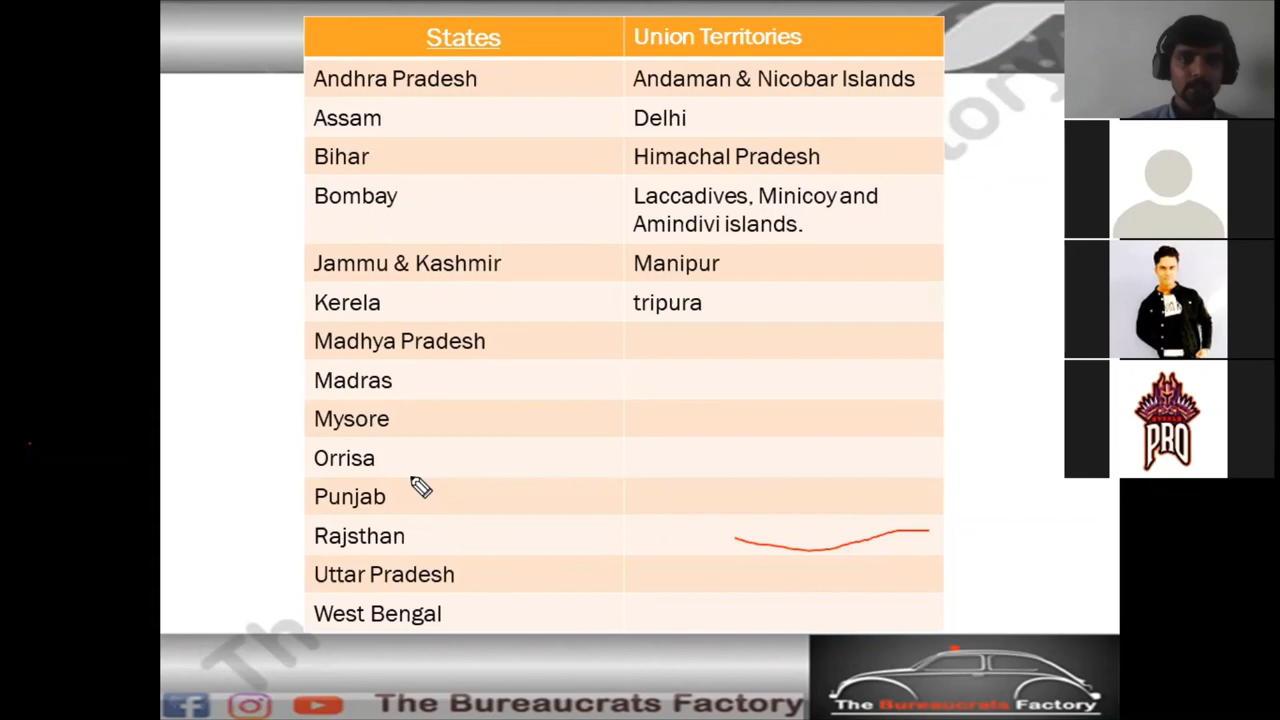 States
Union Territories
Andhra Pradesh
Andaman & Nicobar Islands
Assam
Delhi
Bihar
Himachal Pradesh
Bombay
Laccadives, Minicoy and
Amindivi islands.
Jammu & Kashmir
Manipur
Kerela
tripura
Madhya Pradesh
Madras
Mysore
Orrisa
Punjab
Rajsthan
Uttar Pradesh
West Bengal
PRO
The Bureaucrats Factory
The Bureaucrats Factory